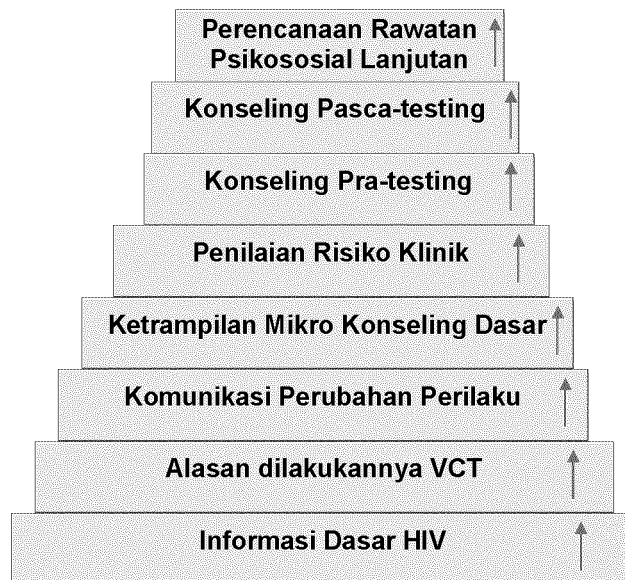 Perencanaan Rawatan
Psikososial Lanjutan
Konseling Pasca-testing
Konseling Pra-testing
Penilaian Risiko Klinik
Ketrampilan Mikro Konseling Dasar
Komunikasi Perubahan Perilaku
Alasan dilakukannya VCT
Informasi Dasar HIV